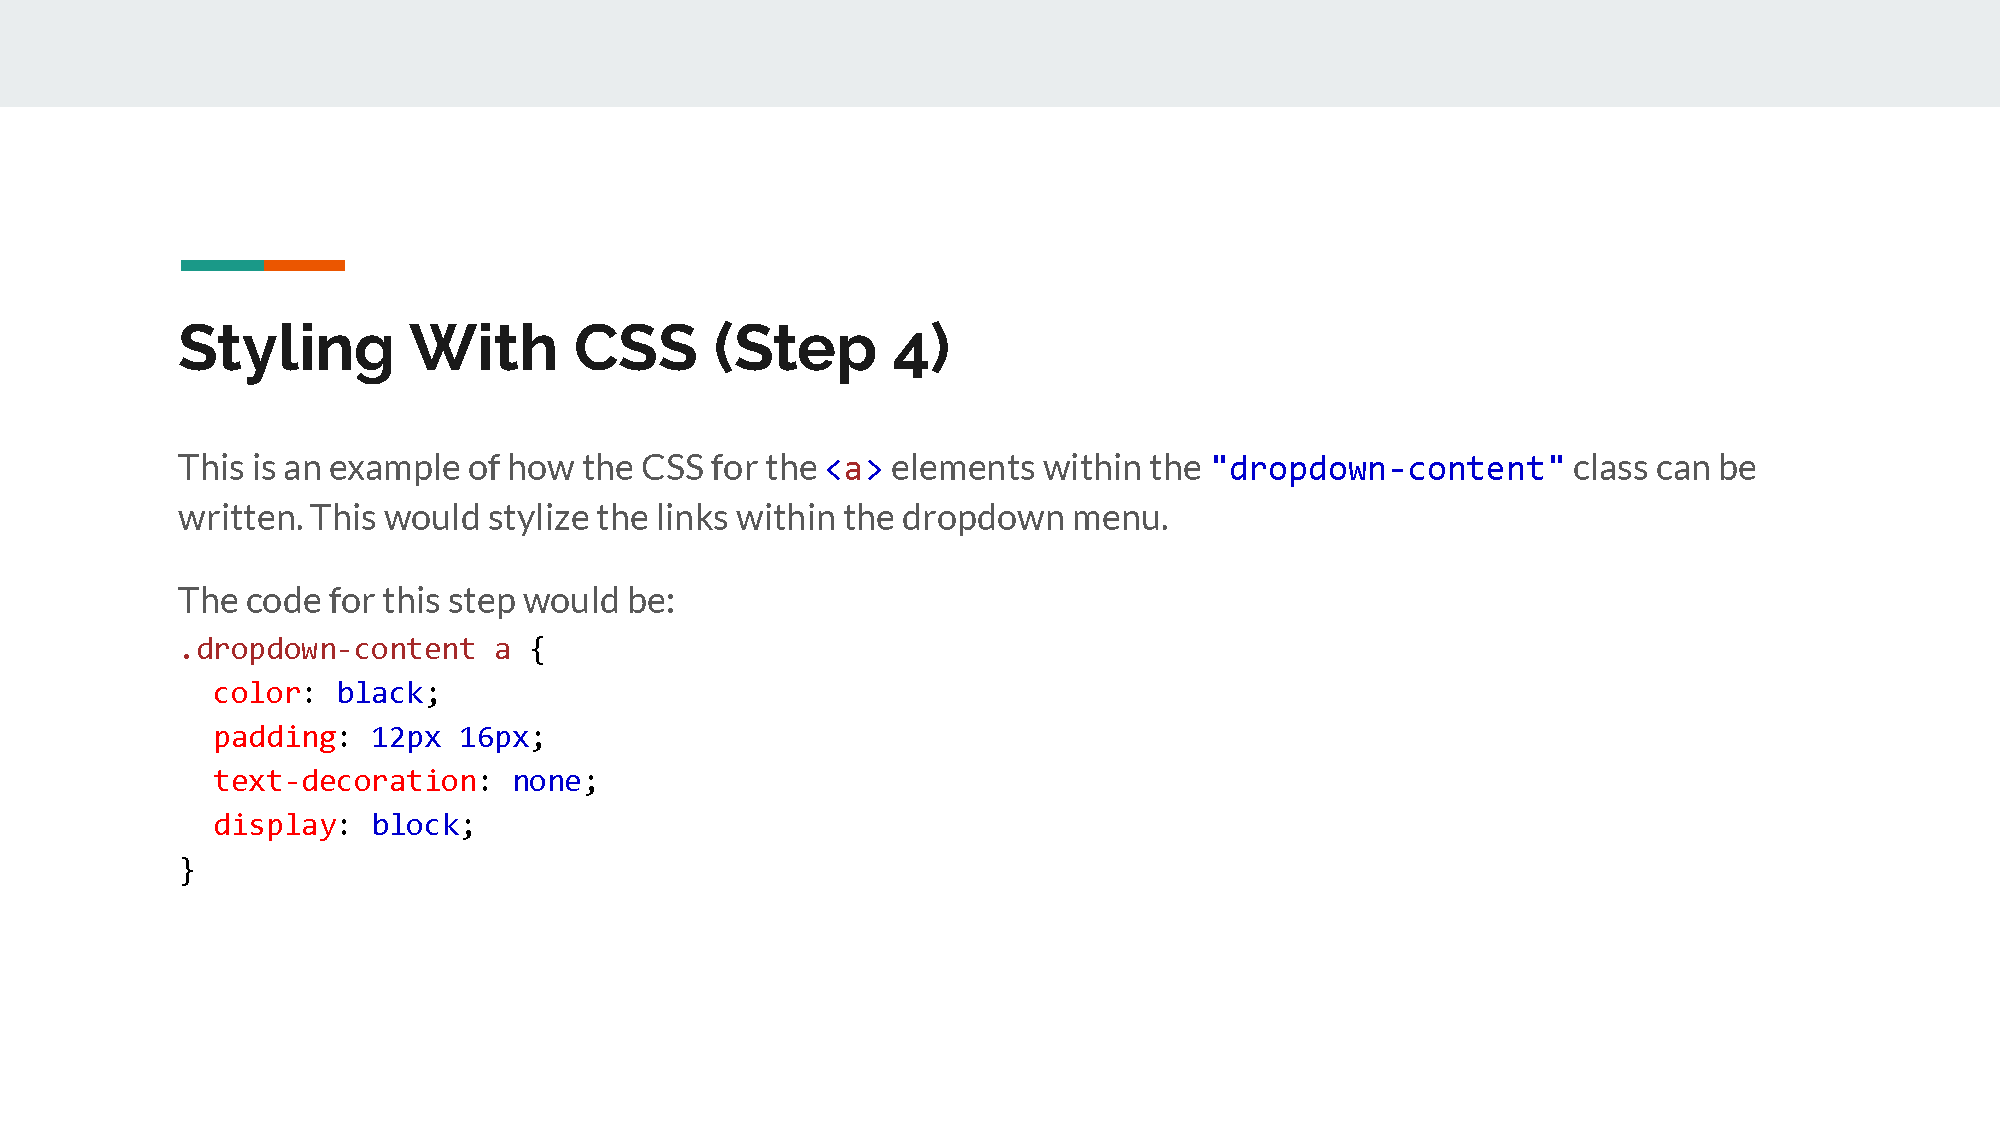 Styling With CSS (Step 4)
This is an example of how the CSS for the <a> elements within the "dropdown-content" class can be
written. This would stylize the links within the dropdown menu.
The code for this step would be:
.dropdown-content a {
  color: black;
  padding: 12px 16px;
  text-decoration: none;
  display: block;
}